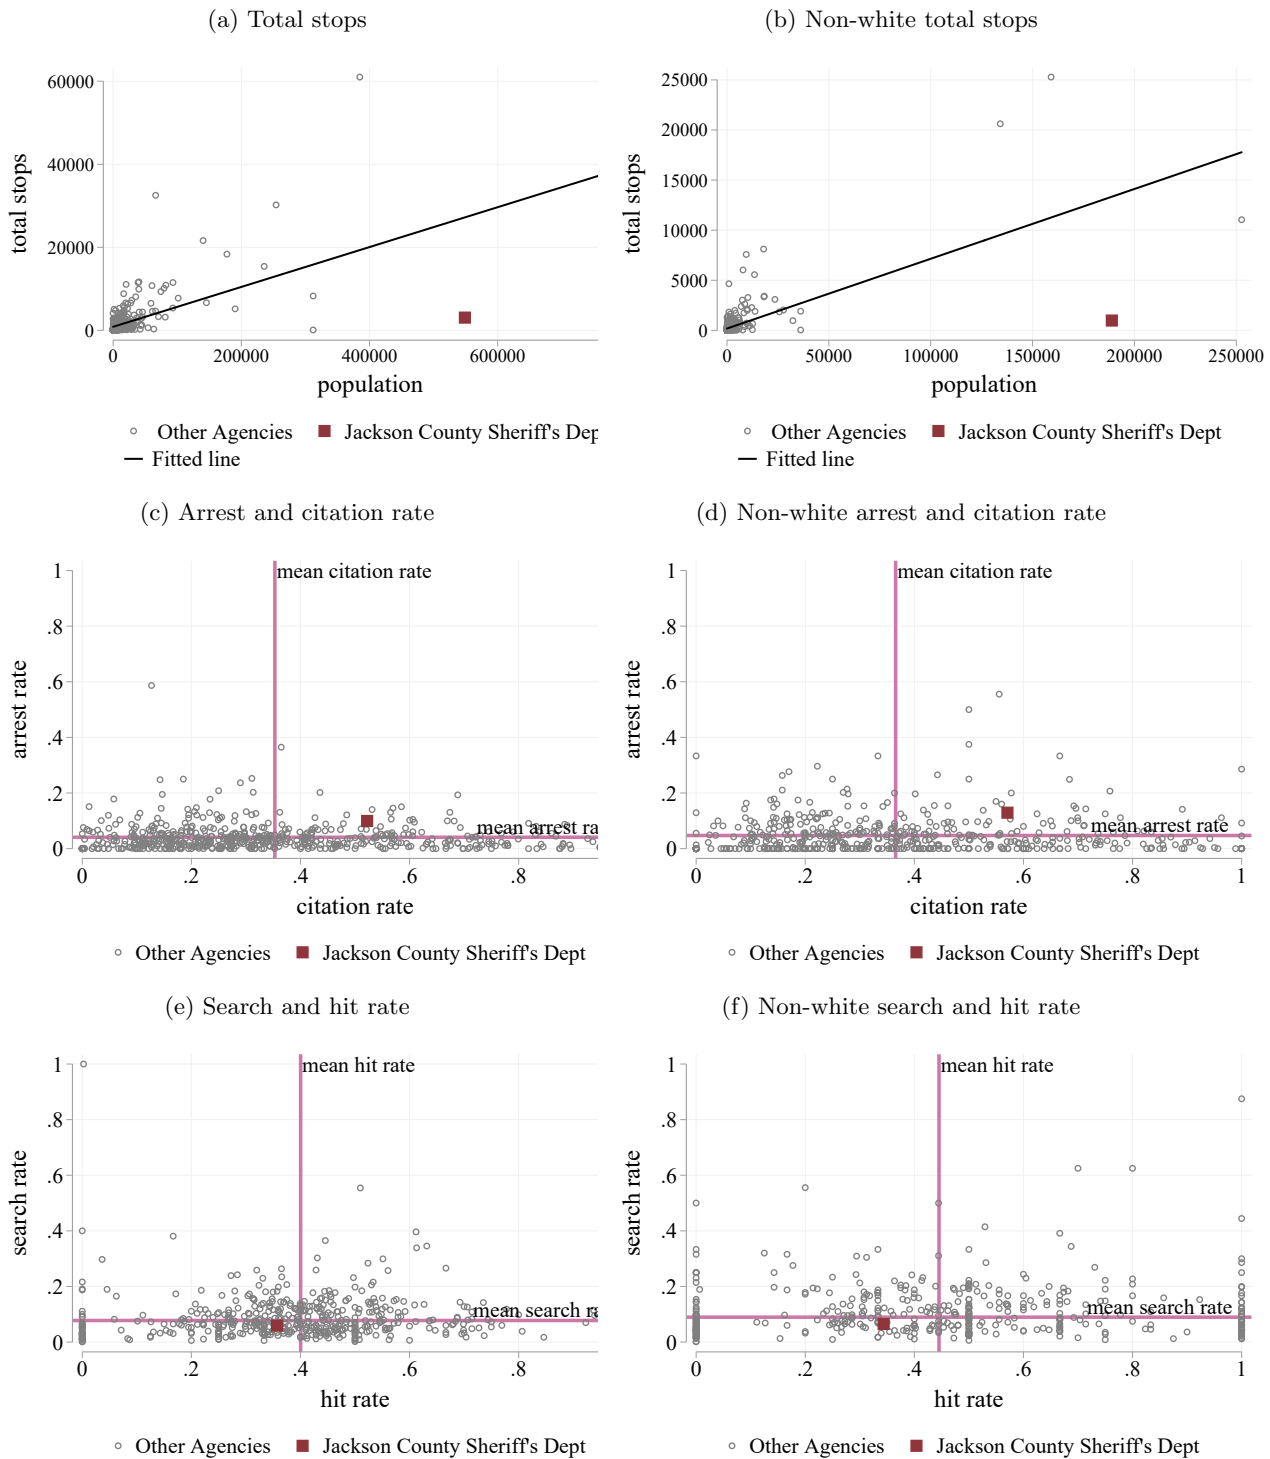 (a) Total stops
(b) Non-white total stops
total stops
60000
40000
20000
0
0 200000 400000 600000
population
Other Agencies Jackson County Sheriff's Dep
Fitted line
total stops
25000
20000
15000
10000
5000
0
0 50000 100000 150000 200000 250000
population
Other Agencies Jackson County Sheriff's Dept
Fitted line
(c) Arrest and citation rate
(d) Non-white arrest and citation rate
arrest rate
1
.8
.6
.4
.2
0
mean citation rate
mean arrest ra
0 .2 .4 .6 .8
citation rate
Other Agencies Jackson County Sheriff's Dept
arrest rate
1
.8
.6
.4
.2
0
mean citation rate
mean arrest rate
0 .2 .4 .6 .8 1
citation rate
Other Agencies Jackson County Sheriff's Dept
(e) Search and hit rate
(f) Non-white search and hit rate
search rate
1
.8
.6
.4
.2
0
mean hit rate
mean search ra
0 .2 .4 .6 .8
hit rate
Other Agencies Jackson County Sheriff's Dept
search rate
1
.8
.6
.4
.2
0
mean hit rate
mean search rate
0 .2 .4 .6 .8 1
hit rate
Other Agencies Jackson County Sheriff's Dept